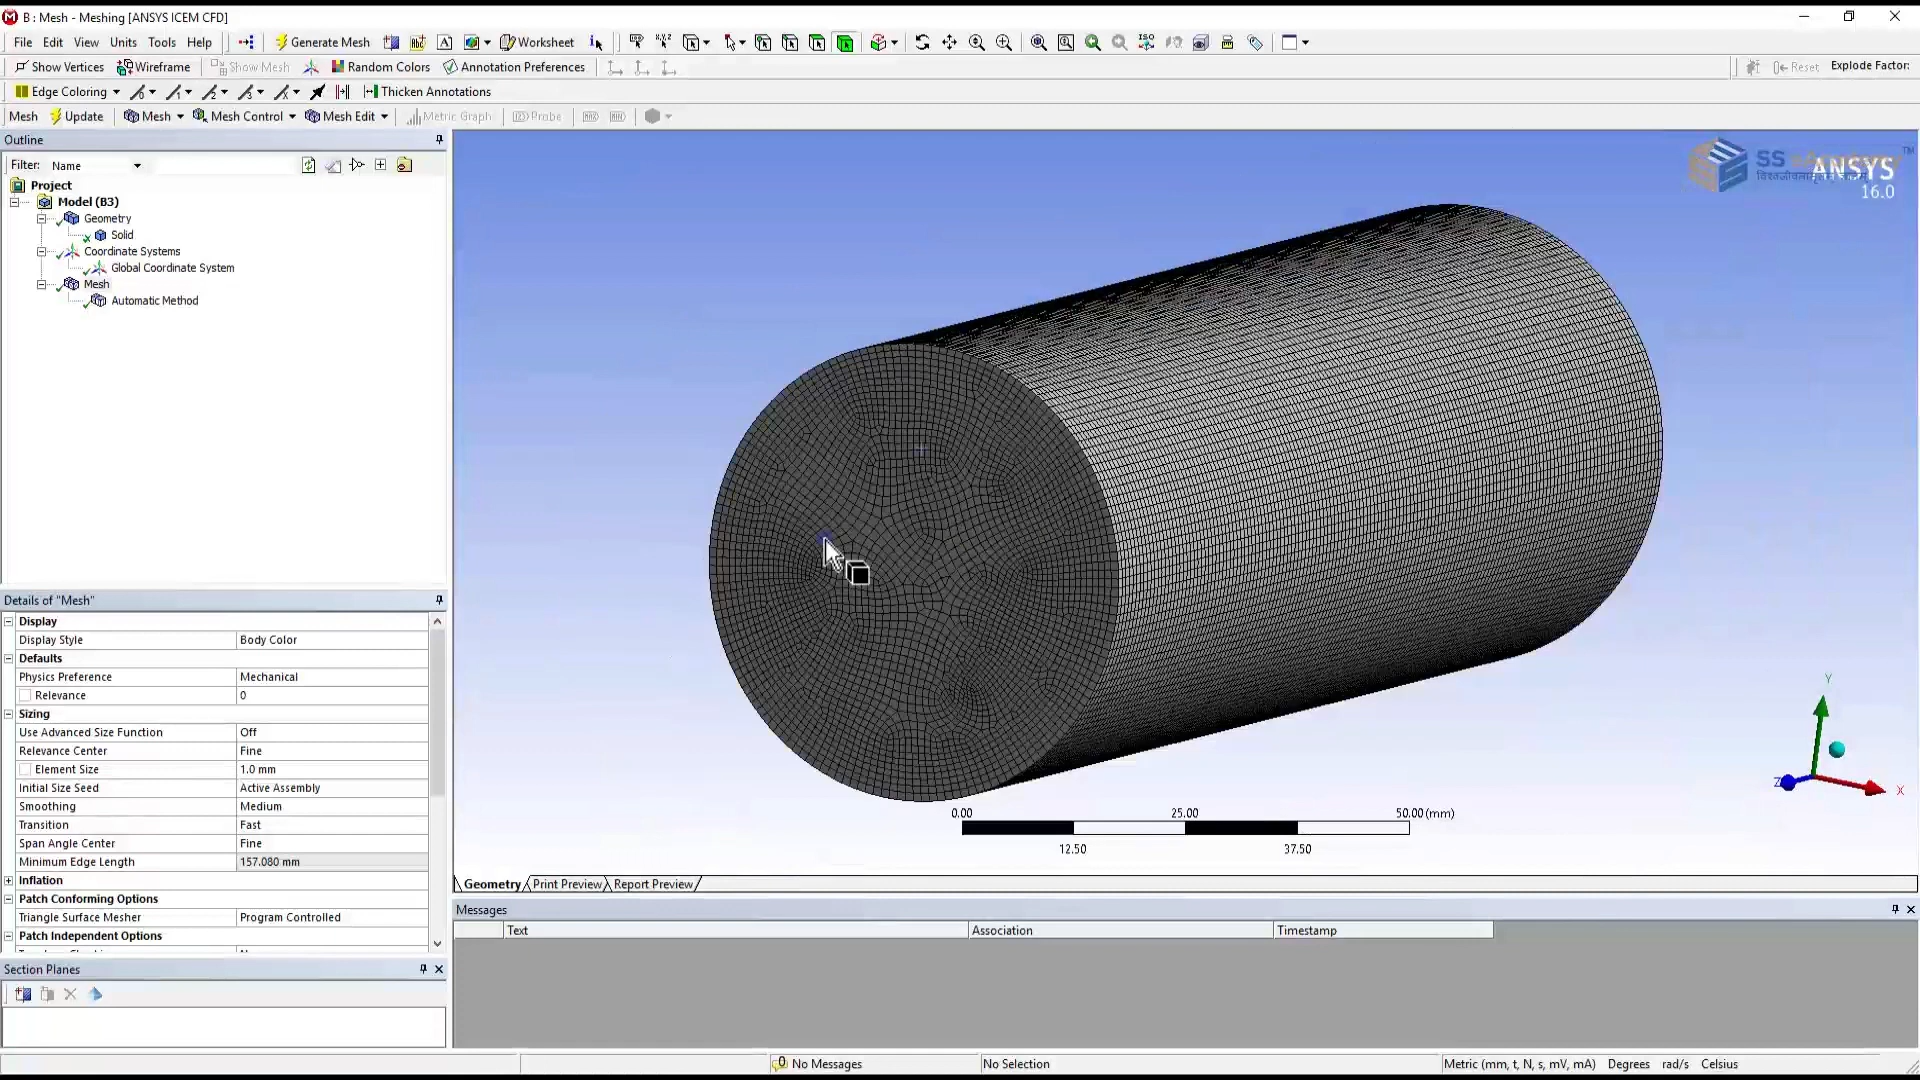 B : Mesh - Meshing [ANSYS ICEM CFD]
File Edit View Units Tools Help Generate Mesh Worksheet
Show Vertices Wireframe Show Mesh Random Colors Annotation Preferences Reset Explode Factor:
Edge Coloring Thicken Annotations
Mesh Update Mesh Mesh Control Mesh Edit Metric Graph Probe
Outline
Filter: Name
Project
Model (B3)
Geometry
Solid
Coordinate Systems
Global Coordinate System
Mesh
Automatic Method
SS
ANSYS
16.0
Details of "Mesh"
Display
Display Style Body Color
Defaults
Physics Preference Mechanical
Relevance 0
Sizing
Use Advanced Size Function Off
Relevance Center Fine
Element Size 1.0 mm
Initial Size Seed Active Assembly
Smoothing Medium
Transition Fast
Span Angle Center Fine
Minimum Edge Length 157.080 mm
Inflation
Patch Conforming Options
Triangle Surface Mesher Program Controlled
Patch Independent Options
Section Planes
Y
Z
X
0.00 25.00 50.00 (mm)
12.50 37.50
Geometry Print Preview Report Preview
Messages
Text Association Timestamp
No Messages No Selection Metric (mm, t, N, s, mV, mA) Degrees rad/s Celsius